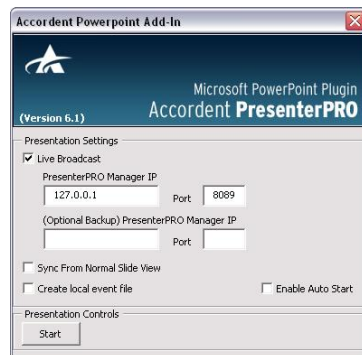 Accordent Powerpoint Add-In
Microsoft PowerPoint Plugin
(Version 6.1)
Accordent PresenterPRO
Presentation Settings
Live Broadcast
PresenterPRO Manager IP
127.0.0.1 Port 8089
(Optional Backup) PresenterPRO Manager IP
Port
Sync From Normal Slide View
Create local event file Enable Auto Start
Presentation Controls
Start